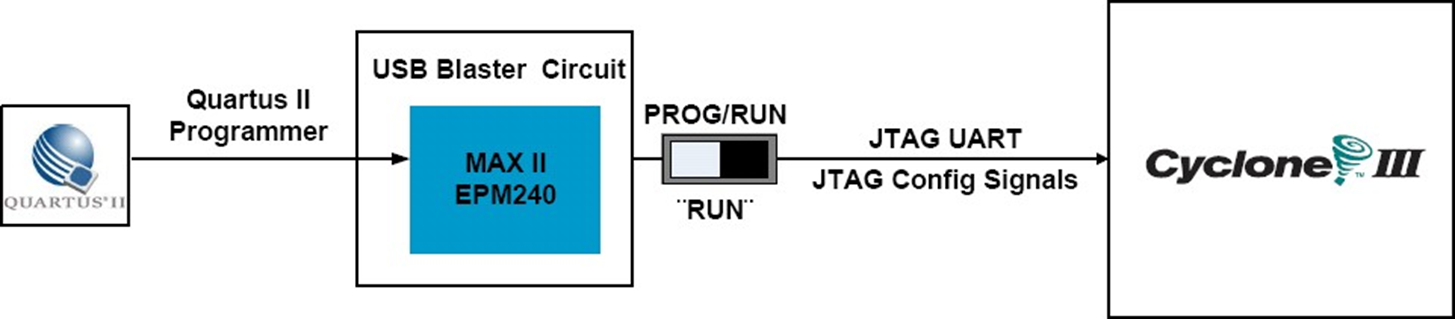 QUARTUS® II
Quartus II
Programmer
USB Blaster Circuit
MAX II
EPM240
PROG/RUN
¨RUN¨
JTAG UART
JTAG Config Signals
Cyclone™ III